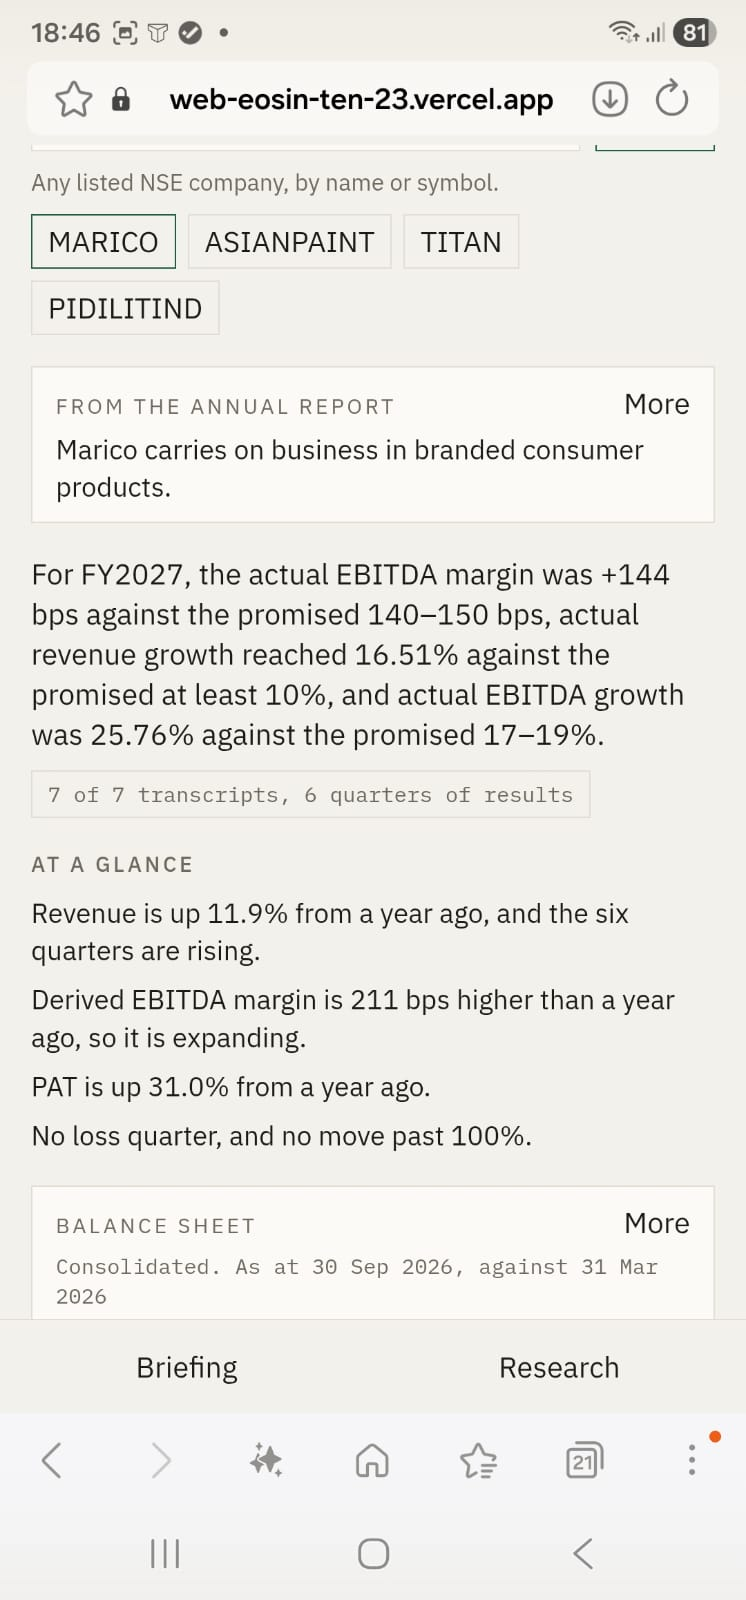 18:46
81
web-eosin-ten-23.vercel.app
Any listed NSE company, by name or symbol.
MARICO ASIANPAINT TITAN
PIDILITIND
FROM THE ANNUAL REPORT More
Marico carries on business in branded consumer
products.
For FY2027, the actual EBITDA margin was +144
bps against the promised 140–150 bps, actual
revenue growth reached 16.51% against the
promised at least 10%, and actual EBITDA growth
was 25.76% against the promised 17–19%.
7 of 7 transcripts, 6 quarters of results
AT A GLANCE
Revenue is up 11.9% from a year ago, and the six
quarters are rising.
Derived EBITDA margin is 211 bps higher than a year
ago, so it is expanding.
PAT is up 31.0% from a year ago.
No loss quarter, and no move past 100%.
BALANCE SHEET More
Consolidated. As at 30 Sep 2026, against 31 Mar
2026
Briefing Research
21